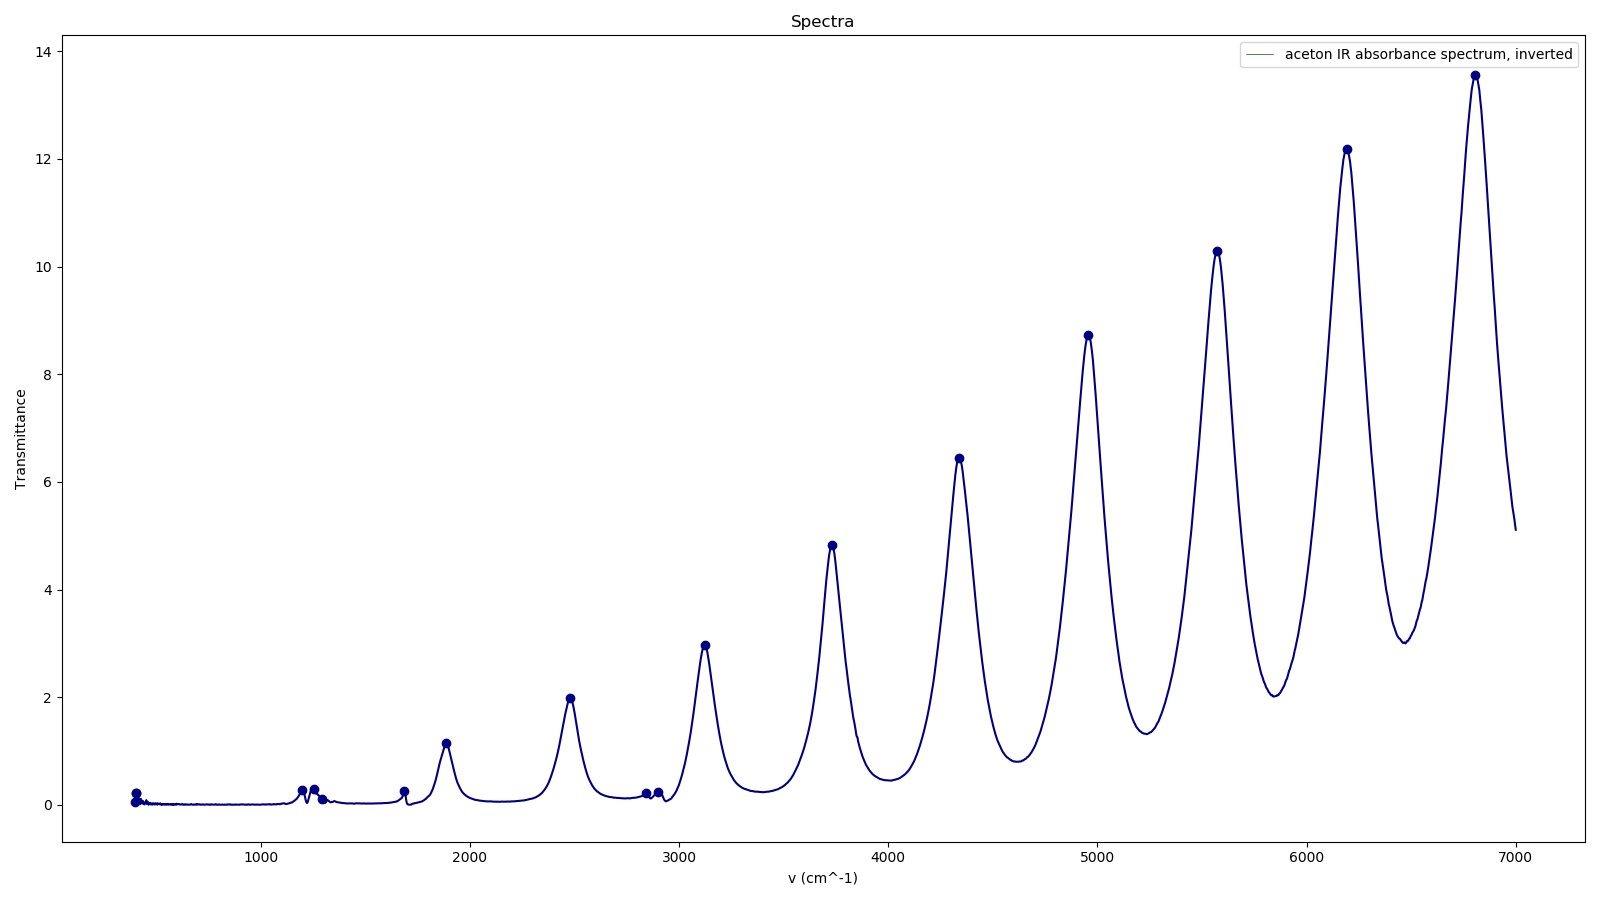 Spectra
aceton IR absorbance spectrum, inverted
Transmittance
14
12
10
8
6
4
2
0
1000 2000 3000 4000 5000 6000 7000
v (cm^-1)